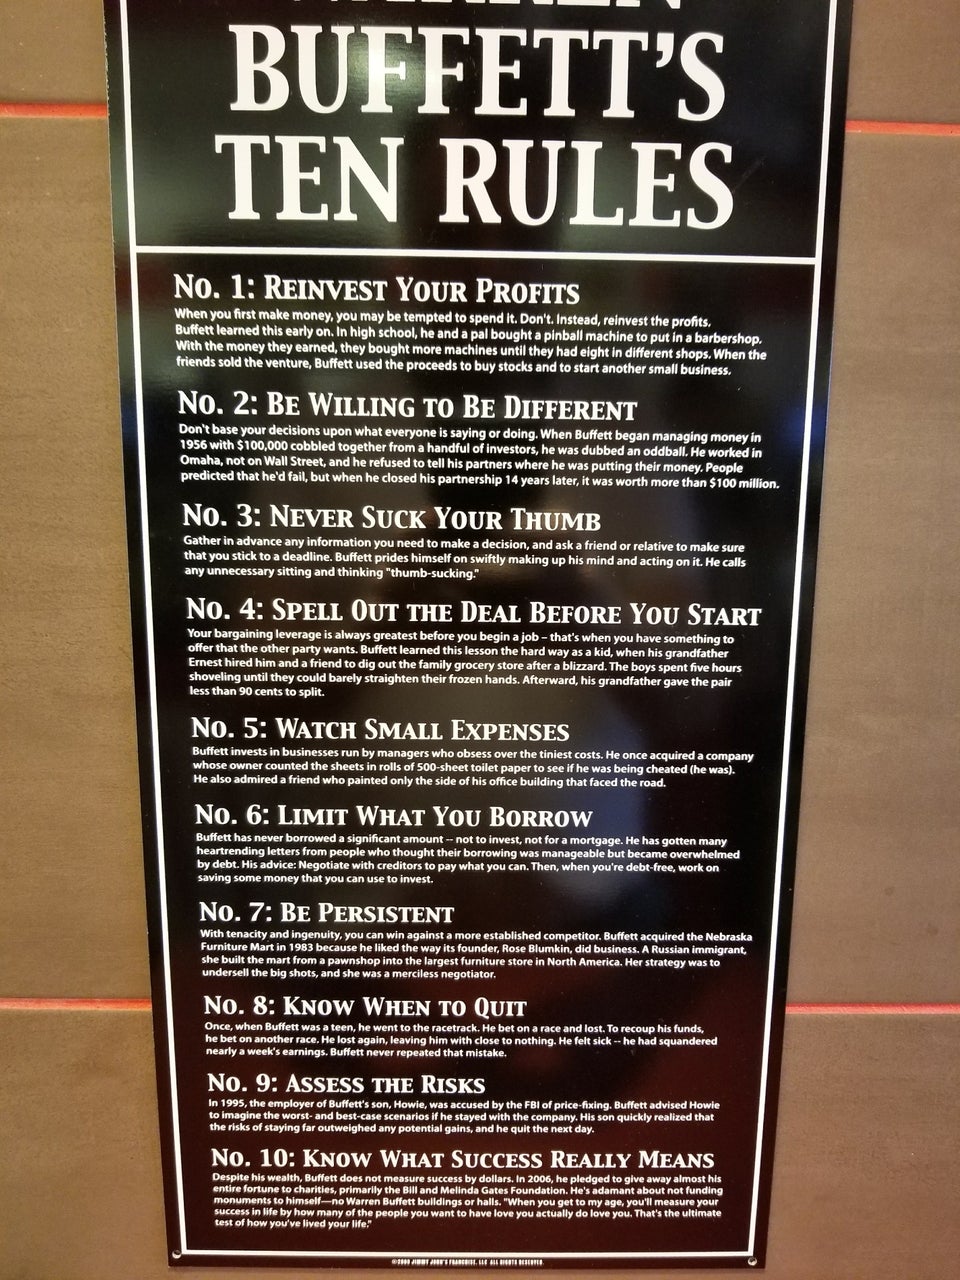 WARREN
BUFFETT'S
TEN RULES
No. 1: Reinvest Your Profits
When you first make money, you may be tempted to spend it. Don't. Instead, reinvest the profits.
Buffett learned this early on. In high school, he and a pal bought a pinball machine to put in a barbershop.
With the money they earned, they bought more machines until they had eight in different shops. When the
friends sold the venture, Buffett used the proceeds to buy stocks and to start another small business.
No. 2: Be Willing to Be Different
Don't base your decisions upon what everyone is saying or doing. When Buffett began managing money in
1956 with $100,000 cobbled together from a handful of investors, he was dubbed an oddball. He worked in
Omaha, not on Wall Street, and he refused to tell his partners where he was putting their money. People
predicted that he'd fail, but when he closed his partnership 14 years later, it was worth more than $100 million.
No. 3: Never Suck Your Thumb
Gather in advance any information you need to make a decision, and ask a friend or relative to make sure
that you stick to a deadline. Buffett prides himself on swiftly making up his mind and acting on it. He calls
any unnecessary sitting and thinking "thumb-sucking."
No. 4: Spell Out the Deal Before You Start
Your bargaining leverage is always greatest before you begin a job – that's when you have something to
offer that the other party wants. Buffett learned this lesson the hard way as a kid, when his grandfather
Ernest hired him and a friend to dig out the family grocery store after a blizzard. The boys spent five hours
shoveling until they could barely straighten their frozen hands. Afterward, his grandfather gave the pair
less than 90 cents to split.
No. 5: Watch Small Expenses
Buffett invests in businesses run by managers who obsess over the tiniest costs. He once acquired a company
whose owner counted the sheets in rolls of 500-sheet toilet paper to see if he was being cheated (he was).
He also admired a friend who painted only the side of his office building that faced the road.
No. 6: Limit What You Borrow
Buffett has never borrowed a significant amount -- not to invest, not for a mortgage. He has gotten many
heartrending letters from people who thought their borrowing was manageable but became overwhelmed
by debt. His advice: Negotiate with creditors to pay what you can. Then, when you're debt-free, work on
saving some money that you can use to invest.
No. 7: Be Persistent
With tenacity and ingenuity, you can win against a more established competitor. Buffett acquired the Nebraska
Furniture Mart in 1983 because he liked the way its founder, Rose Blumkin, did business. A Russian immigrant,
she built the mart from a pawnshop into the largest furniture store in North America. Her strategy was to
undersell the big shots, and she was a merciless negotiator.
No. 8: Know When to Quit
Once, when Buffett was a teen, he went to the racetrack. He bet on a race and lost. To recoup his funds,
he bet on another race. He lost again, leaving him with close to nothing. He felt sick -- he had squandered
nearly a week's earnings. Buffett never repeated that mistake.
No. 9: Assess the Risks
In 1995, the employer of Buffett's son, Howie, was accused by the FBI of price-fixing. Buffett advised Howie
to imagine the worst- and best-case scenarios if he stayed with the company. His son quickly realized that
the risks of staying far outweighed any potential gains, and he quit the next day.
No. 10: Know What Success Really Means
Despite his wealth, Buffett does not measure success by dollars. In 2006, he pledged to give away almost his
entire fortune to charities, primarily the Bill and Melinda Gates Foundation. He's adamant about not funding
monuments to himself—no Warren Buffett buildings or halls. "When you get to my age, you'll measure your
success in life by how many of the people you want to have love you actually do love you. That's the ultimate
test of how you've lived your life."
©2003 JIMMY JOHN'S FRANCHISE, LLC ALL RIGHTS RESERVED.